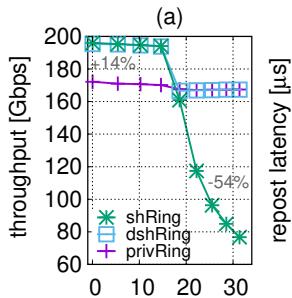 (a)
throughput [Gbps]
200
180
160
140
120
100
80
60
+14%
-54%
shRing
dshRing
privRing
0 10 20 30
repost latency [µs]